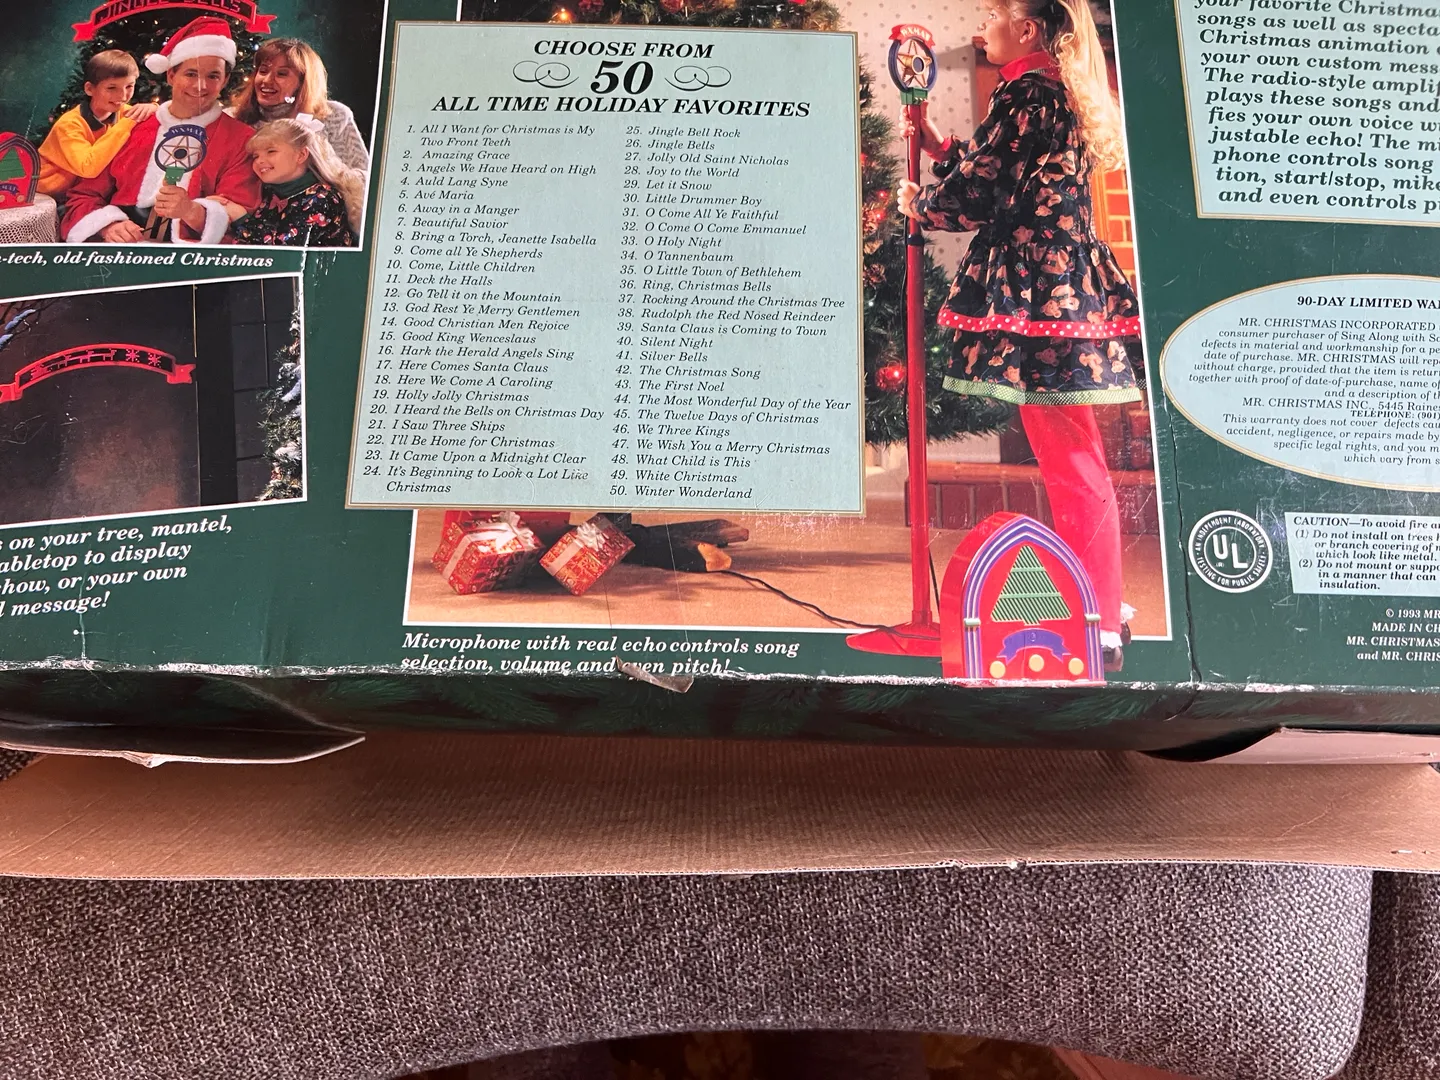 JINGLE BELLS
WXMAS
-tech, old-fashioned Christmas
s on your tree, mantel,
abletop to display
how, or your own
message!
CHOOSE FROM
50
ALL TIME HOLIDAY FAVORITES
1. All I Want for Christmas is My
Two Front Teeth
2. Amazing Grace
3. Angels We Have Heard on High
4. Auld Lang Syne
5. Avé Maria
6. Away in a Manger
7. Beautiful Savior
8. Bring a Torch, Jeanette Isabella
9. Come all Ye Shepherds
10. Come, Little Children
11. Deck the Halls
12. Go Tell it on the Mountain
13. God Rest Ye Merry Gentlemen
14. Good Christian Men Rejoice
15. Good King Wenceslaus
16. Hark the Herald Angels Sing
17. Here Comes Santa Claus
18. Here We Come A Caroling
19. Holly Jolly Christmas
20. I Heard the Bells on Christmas Day
21. I Saw Three Ships
22. I'll Be Home for Christmas
23. It Came Upon a Midnight Clear
24. It's Beginning to Look a Lot Like
Christmas
25. Jingle Bell Rock
26. Jingle Bells
27. Jolly Old Saint Nicholas
28. Joy to the World
29. Let it Snow
30. Little Drummer Boy
31. O Come All Ye Faithful
32. O Come O Come Emmanuel
33. O Holy Night
34. O Tannenbaum
35. O Little Town of Bethlehem
36. Ring, Christmas Bells
37. Rocking Around the Christmas Tree
38. Rudolph the Red Nosed Reindeer
39. Santa Claus is Coming to Town
40. Silent Night
41. Silver Bells
42. The Christmas Song
43. The First Noel
44. The Most Wonderful Day of the Year
45. The Twelve Days of Christmas
46. We Three Kings
47. We Wish You a Merry Christmas
48. What Child is This
49. White Christmas
50. Winter Wonderland
WXMAS
Microphone with real echo controls song
selection, volume and even pitch!
your favorite Christma
songs as well as specta
Christmas animation
your own custom mess
The radio-style amplif
plays these songs and
fies your own voice w
justable echo! The mi
phone controls song
tion, start/stop, mike
and even controls p
90-DAY LIMITED WA
MR. CHRISTMAS INCORPORATED
consumer purchaser of Sing Along with Sa
defects in material and workmanship for a pe
date of purchase. MR. CHRISTMAS will rep
without charge, provided that the item is retur
together with proof of date-of-purchase, name of
and a description of th
MR. CHRISTMAS INC., 5445 Raines
TELEPHONE: (901)
This warranty does not cover defects cau
accident, negligence, or repairs made by
specific legal rights, and you m
which vary from s
AN INDEPENDENT LABORATORY
UL
TESTING FOR PUBLIC SAFETY
CAUTION—To avoid fire a
(1) Do not install on trees h
or branch covering of m
which look like metal.
(2) Do not mount or suppo
in a manner that can
insulation.
© 1993 MR
MADE IN CH
MR. CHRISTMAS
and MR. CHRIS